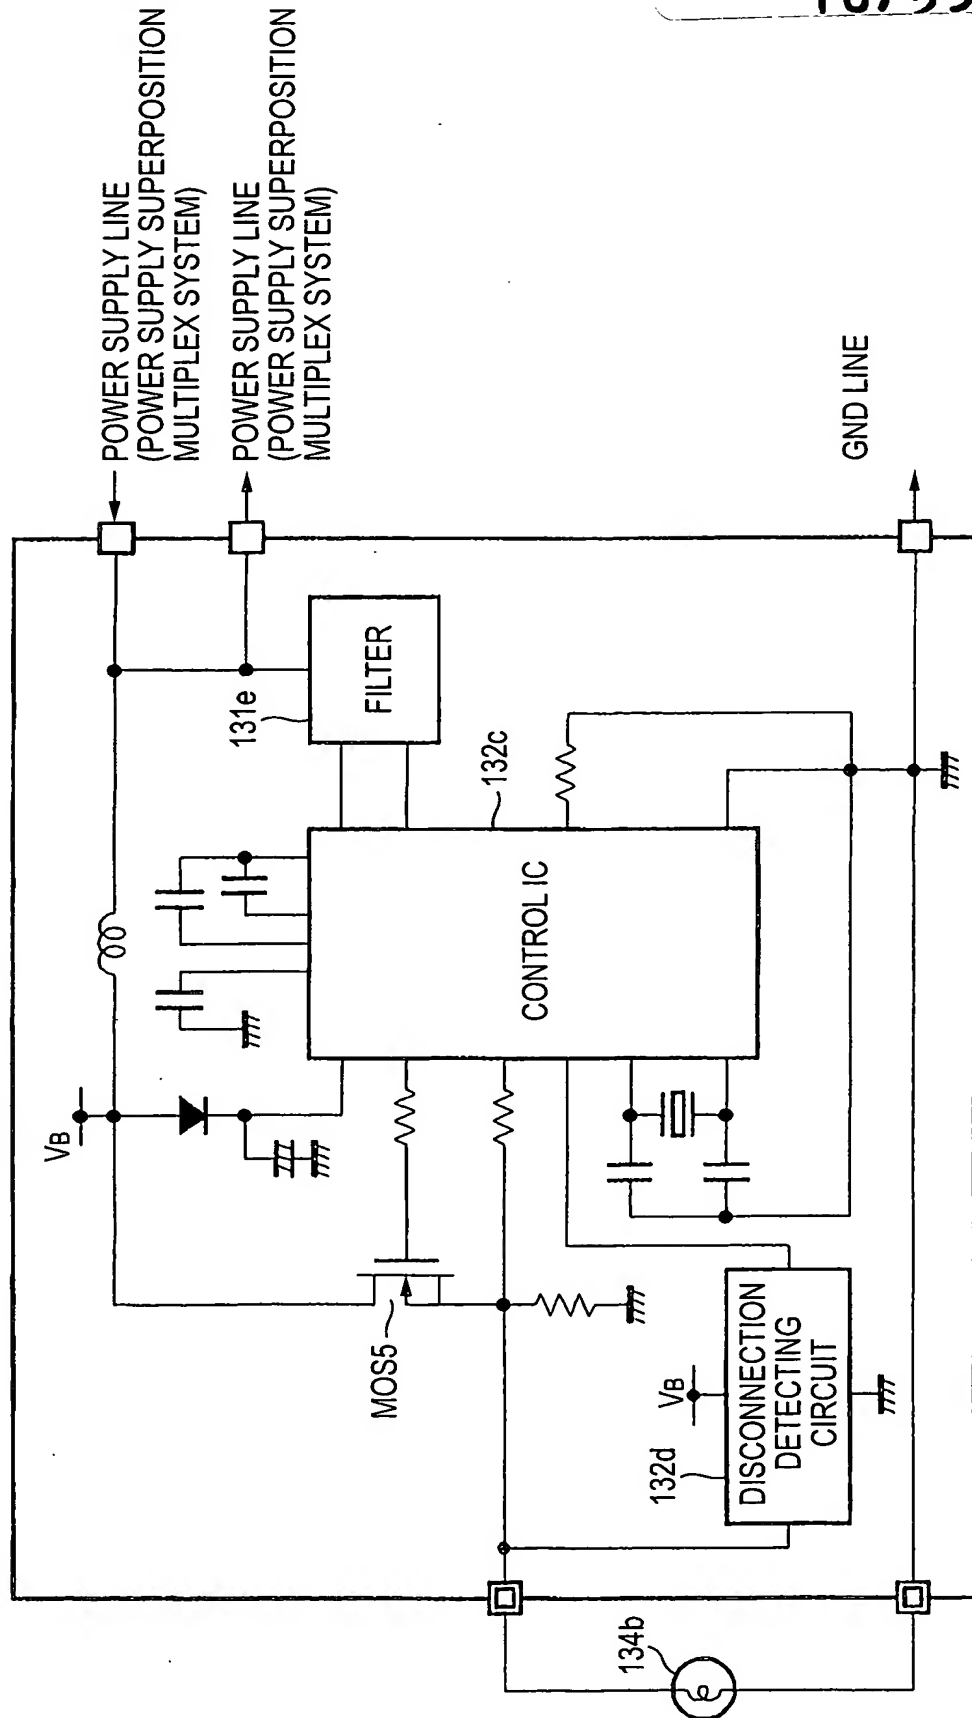 POWER SUPPLY LINE
(POWER SUPPLY SUPERPOSITION
MULTIPLEX SYSTEM)
POWER SUPPLY LINE
(POWER SUPPLY SUPERPOSITION
MULTIPLEX SYSTEM)
GND LINE
VB
131e
FILTER
132c
CONTROL IC
MOS5
VB
132d
DISCONNECTION
DETECTING
CIRCUIT
134b